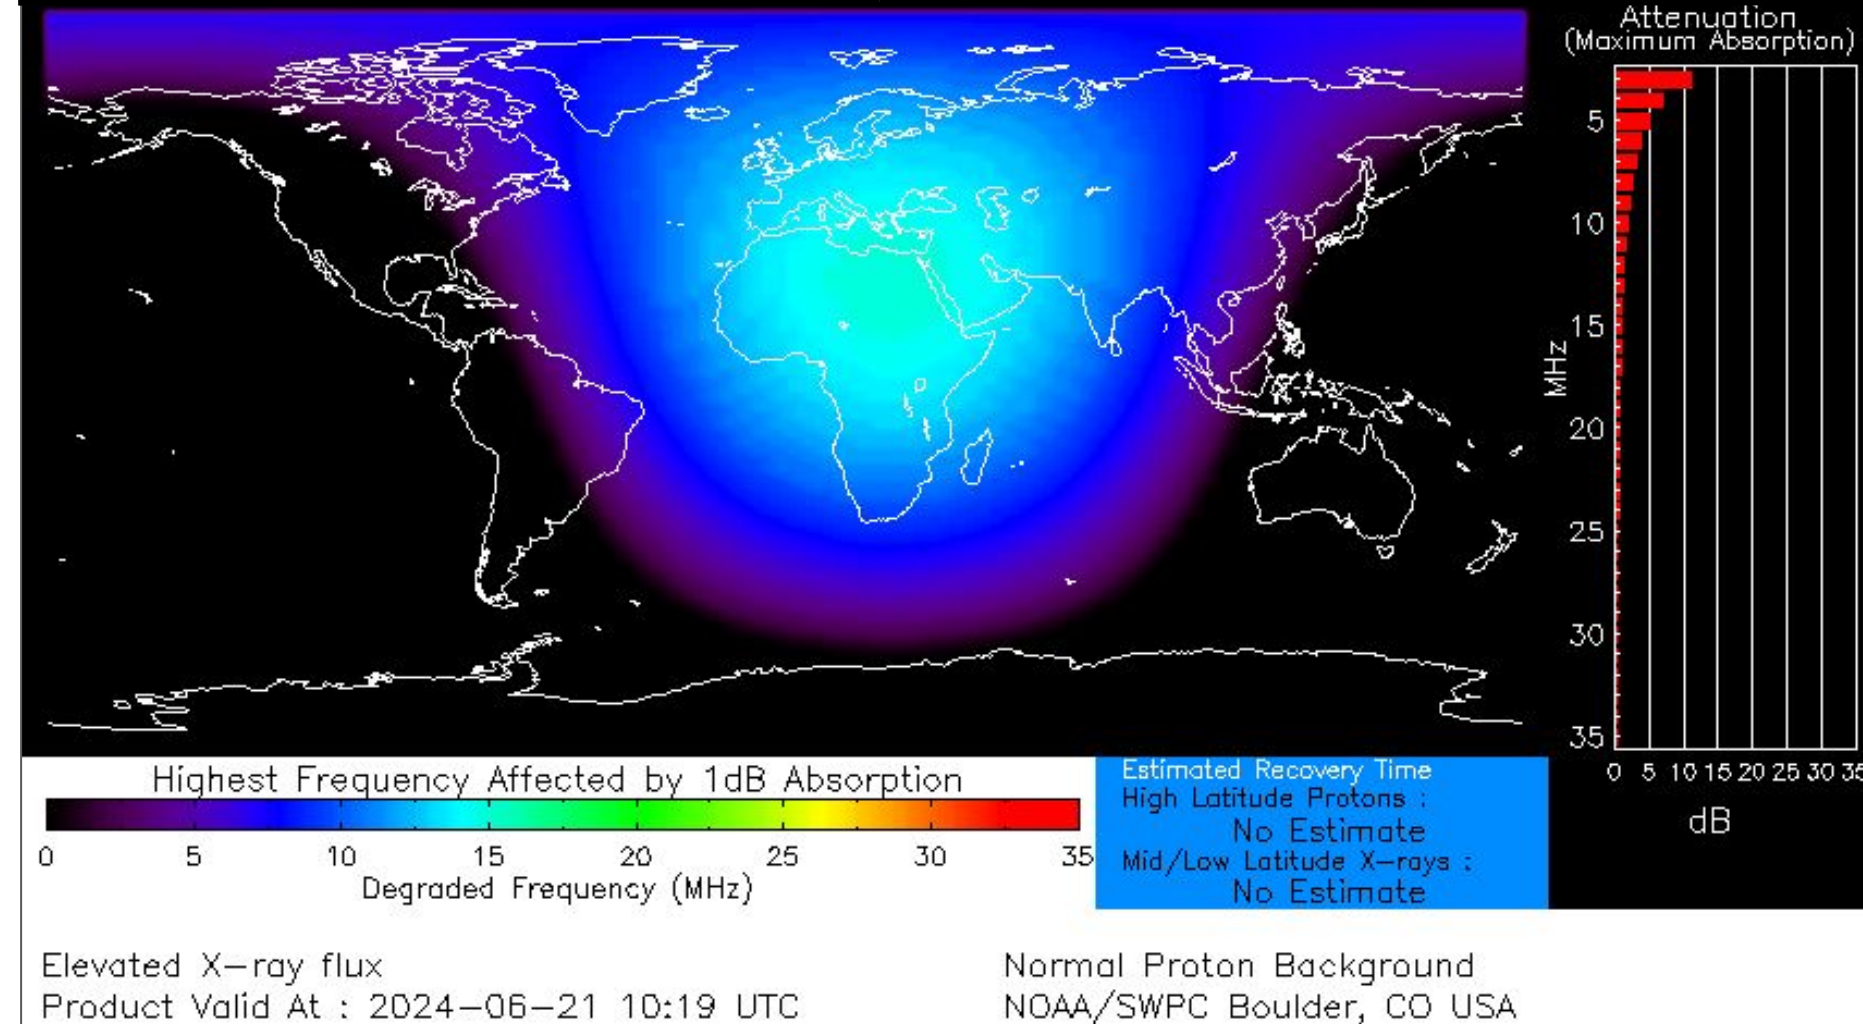 Attenuation
(Maximum Absorption)
5
10
15
20
25
30
35
MHz
0 5 10 15 20 25 30 35
dB
Highest Frequency Affected by 1dB Absorption
0 5 10 15 20 25 30 35
Degraded Frequency (MHz)
Estimated Recovery Time
High Latitude Protons :
No Estimate
Mid/Low Latitude X-rays :
No Estimate
Elevated X-ray flux
Normal Proton Background
Product Valid At : 2024-06-21 10:19 UTC
NOAA/SWPC Boulder, CO USA